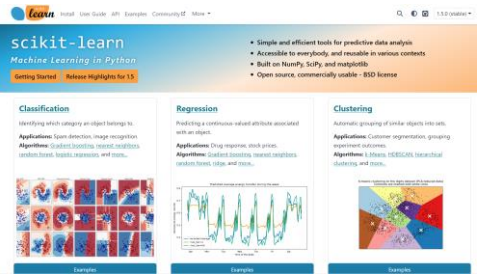 learn Install User Guide API Examples Community More 1.5.0 (stable)
scikit-learn
Machine Learning in Python
Getting Started Release Highlights for 1.5
Simple and efficient tools for predictive data analysis
Accessible to everybody, and reusable in various contexts
Built on NumPy, SciPy, and matplotlib
Open source, commercially usable - BSD license
Classification
Identifying which category an object belongs to.
Applications: Spam detection, image recognition.
Algorithms: Gradient boosting, nearest neighbors,
random forest, logistic regression, and more...
Examples
Regression
Predicting a continuous-valued attribute associated
with an object.
Applications: Drug response, stock prices.
Algorithms: Gradient boosting, nearest neighbors,
random forest, ridge, and more...
Examples
Clustering
Automatic grouping of similar objects into sets.
Applications: Customer segmentation, grouping
experiment outcomes.
Algorithms: k-Means, HDBSCAN, hierarchical
clustering, and more...
Examples